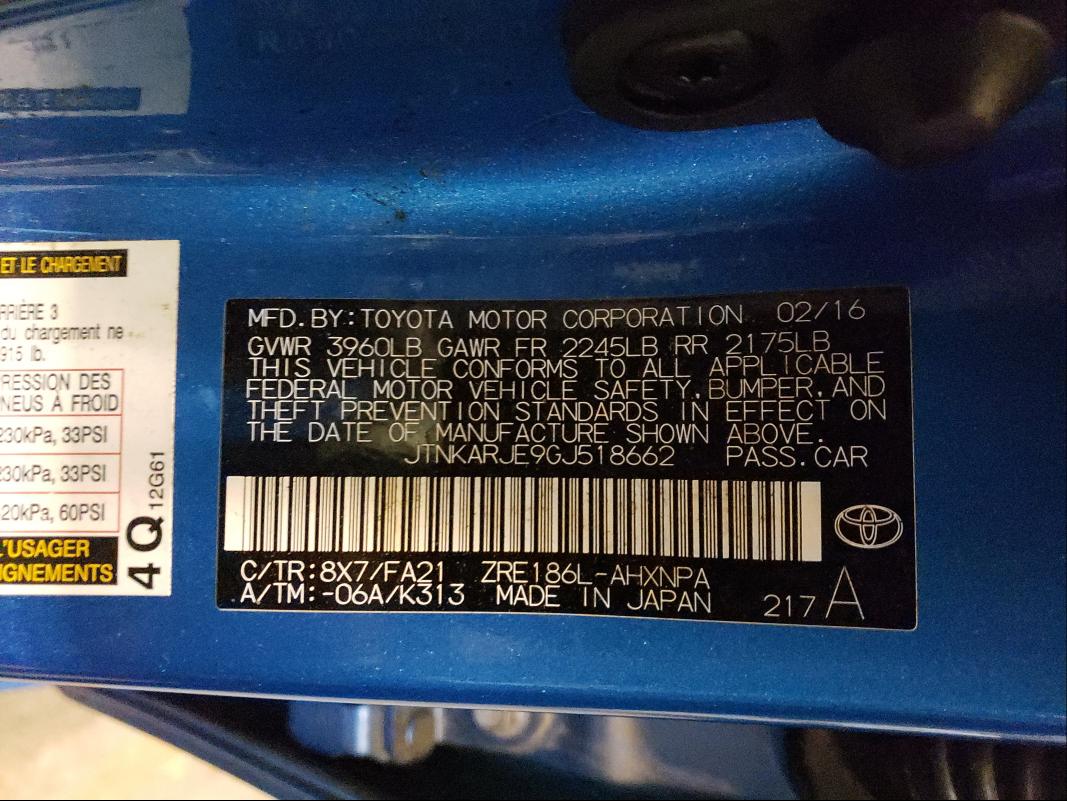 ET LE CHARGEMENT
RRIÈRE 3
du chargement ne
915 lb.
RESSION DES
NEUS À FROID
230kPa, 33PSI
230kPa, 33PSI
20kPa, 60PSI
L'USAGER
IGNEMENTS
4Q 12G61
MFD.BY:TOYOTA MOTOR CORPORATION 02/16
GVWR 3960LB GAWR FR 2245LB RR 2175LB
THIS VEHICLE CONFORMS TO ALL APPLICABLE
FEDERAL MOTOR VEHICLE SAFETY,BUMPER,AND
THEFT PREVENTION STANDARDS IN EFFECT ON
THE DATE OF MANUFACTURE SHOWN ABOVE.
JTNKARJE9GJ518662 PASS.CAR
C/TR:8X7/FA21 ZRE186L-AHXNPA
A/TM:-06A/K313 MADE IN JAPAN
217A